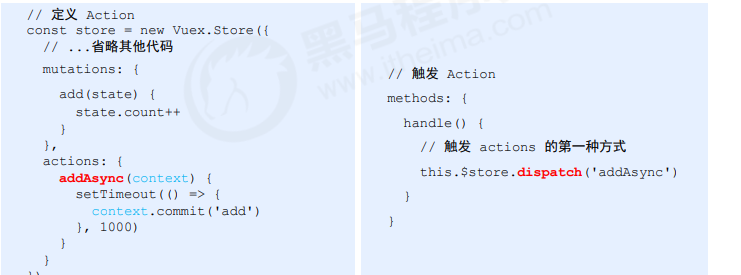 // 定义 Action
const store = new Vuex.Store({
// ...省略其他代码
mutations: {
add(state) {
state.count++
}
},
actions: {
addAsync(context) {
setTimeout(() => {
context.commit('add')
}, 1000)
}
}
})
// 触发 Action
methods: {
handle() {
// 触发 actions 的第一种方式
this.$store.dispatch('addAsync')
}
}
黑马程序
www.itheima.com